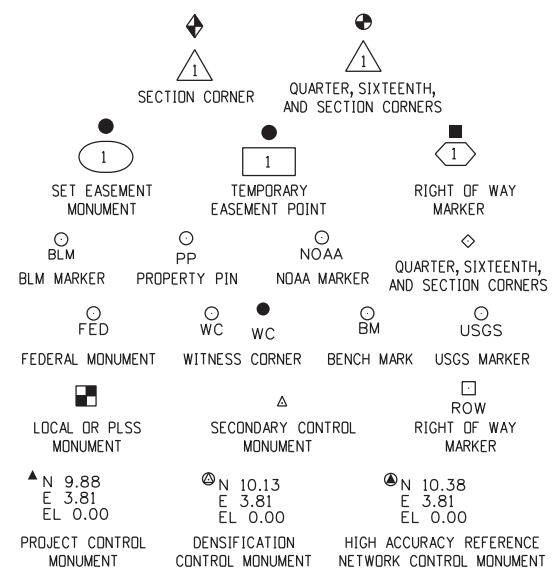 1
1
SECTION CORNER
QUARTER, SIXTEENTH,
AND SECTION CORNERS
1
1
1
SET EASEMENT
MONUMENT
TEMPORARY
EASEMENT POINT
RIGHT OF WAY
MARKER
BLM
PP
NOAA
BLM MARKER
PROPERTY PIN
NOAA MARKER
QUARTER, SIXTEENTH,
AND SECTION CORNERS
FED
WC
WC
BM
USGS
FEDERAL MONUMENT
WITNESS CORNER
BENCH MARK
USGS MARKER
ROW
LOCAL OR PLSS
MONUMENT
SECONDARY CONTROL
MONUMENT
RIGHT OF WAY
MARKER
N 9.88
E 3.81
EL 0.00
N 10.13
E 3.81
EL 0.00
N 10.38
E 3.81
EL 0.00
PROJECT CONTROL
MONUMENT
DENSIFICATION
CONTROL MONUMENT
HIGH ACCURACY REFERENCE
NETWORK CONTROL MONUMENT